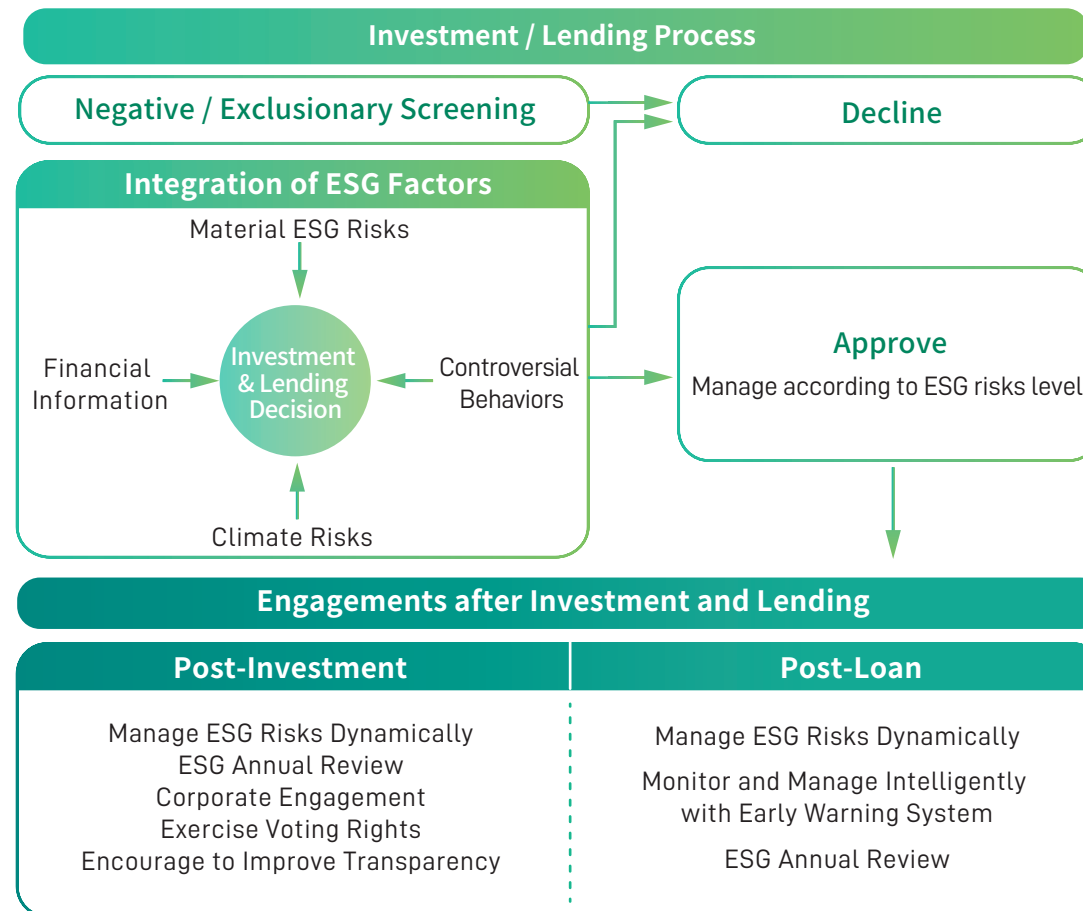 Investment / Lending Process
Negative / Exclusionary Screening
Decline
Integration of ESG Factors
Material ESG Risks
Financial
Information
Investment
& Lending
Decision
Controversial
Behaviors
Climate Risks
Approve
Manage according to ESG risks level
Engagements after Investment and Lending
Post-Investment
Manage ESG Risks Dynamically
ESG Annual Review
Corporate Engagement
Exercise Voting Rights
Encourage to Improve Transparency
Post-Loan
Manage ESG Risks Dynamically
Monitor and Manage Intelligently
with Early Warning System
ESG Annual Review